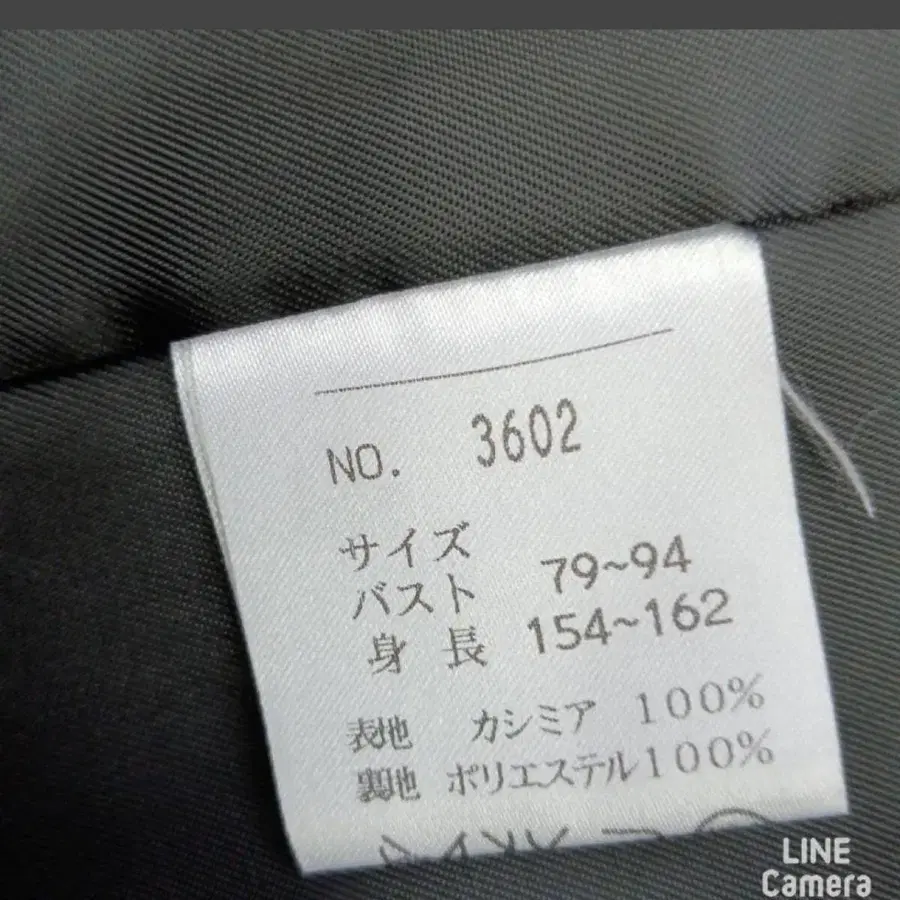 NO. 3602
サイズ
バスト 79~94
身長 154~162
表地 カシミア 100%
裏地 ポリエステル100%
LINE
Camera